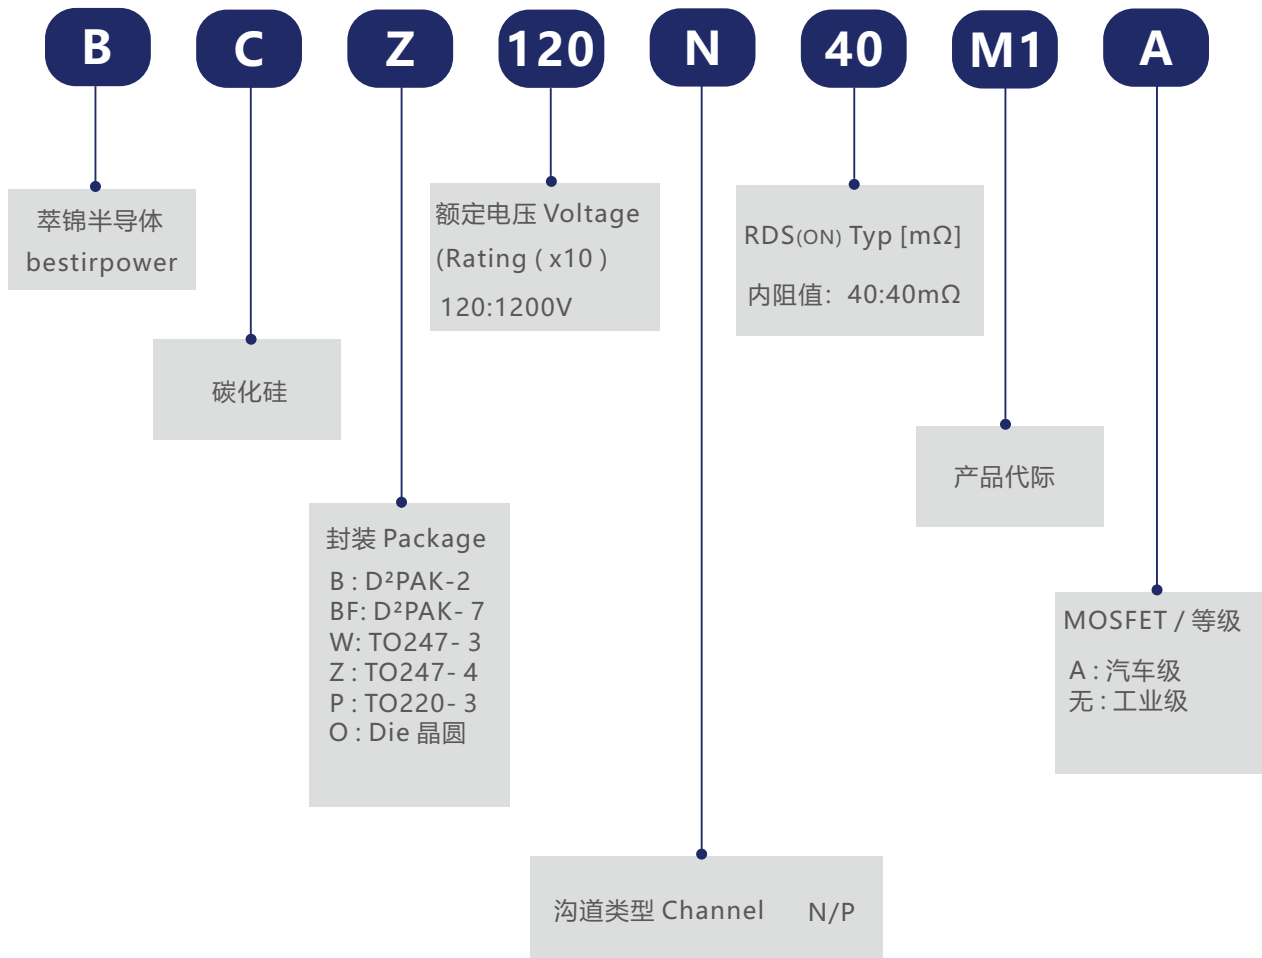 B
C
Z
120
N
40
M1
A
萃锦半导体
bestirpower
碳化硅
封装 Package
B : D²PAK-2
BF: D²PAK- 7
W: TO247- 3
Z : TO247- 4
P : TO220- 3
O : Die 晶圆
额定电压 Voltage
(Rating ( x10 )
120:1200V
沟道类型 Channel N/P
RDS(ON) Typ [mΩ]
内阻值：40:40mΩ
产品代际
MOSFET / 等级
A : 汽车级
无 : 工业级